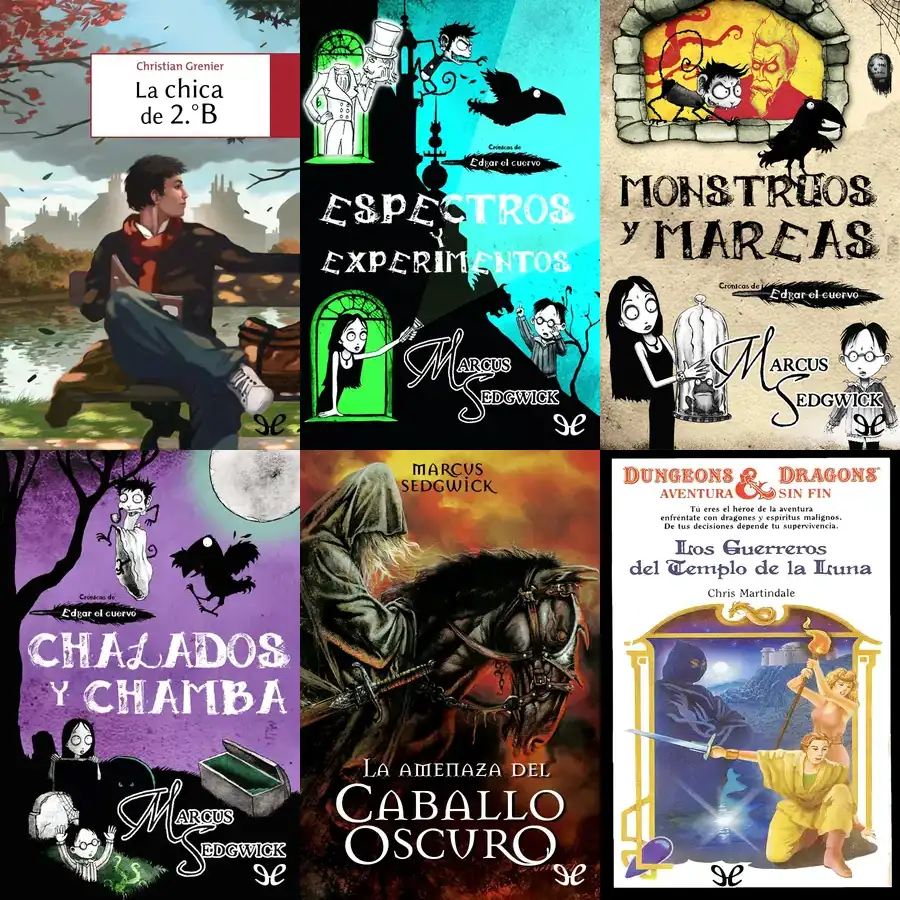 Christian Grenier
La chica
de 2.ºB
Crónicas de
Edgar el cuervo
ESPECTROS
Y
EXPERIMENTOS
MARCUS
SEDGWICK
MONSTRUOS
Y MAREAS
Crónicas de
Edgar el cuervo
MARCUS
SEDGWICK
Crónicas de
Edgar el cuervo
CHALADOS
Y CHAMBA
MARCUS
SEDGWICK
MARCUS
SEDGWICK
LA AMENAZA DEL
CABALLO
OSCURO
DUNGEONS & DRAGONS
AVENTURA SIN FIN
Tú eres el héroe de la aventura
enfréntate con dragones y espíritus malignos.
De tus decisiones depende tu supervivencia.
Los Guerreros
del Templo de la Luna
Chris Martindale